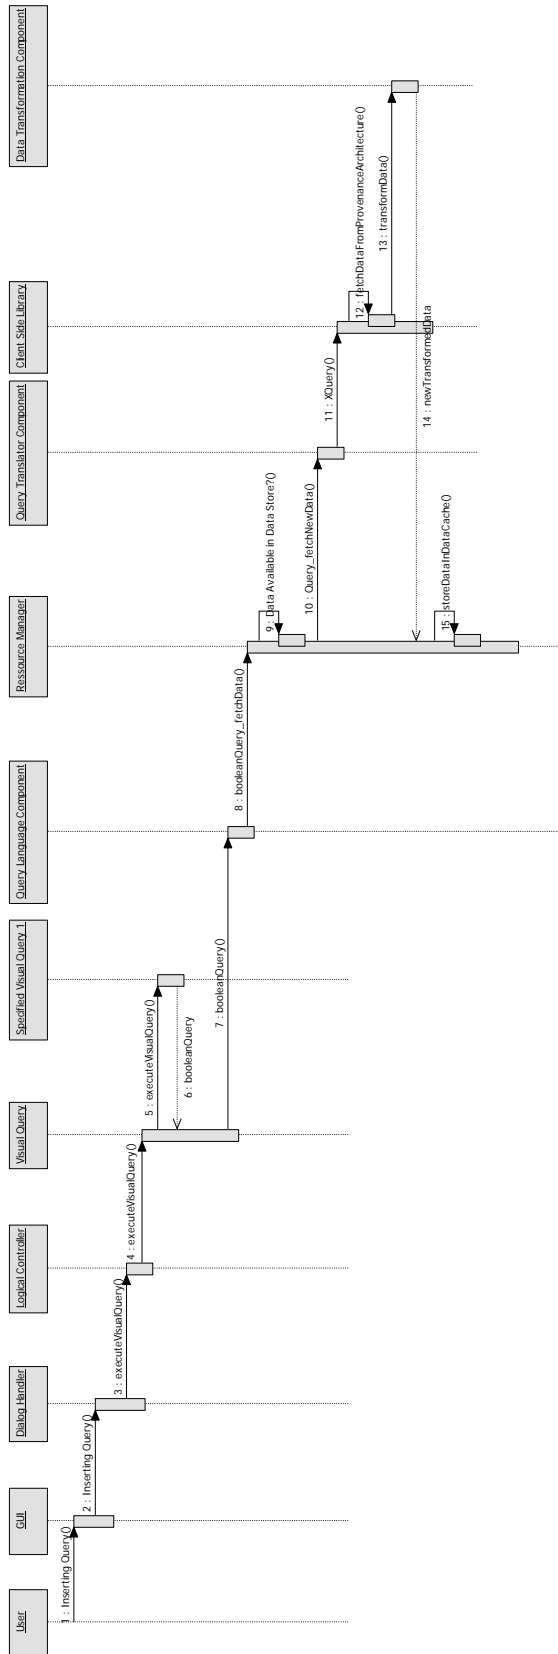 User
GUI
Dialog Handler
Logical Controller
Visual Query
Specified Visual Query 1
Query Language Component
Ressource Manager
Query Translator Component
Client Side Library
Data Transformation Component
1 : Inserting Query()
2 : Inserting Query()
3 : executeVisualQuery()
4 : executeVisualQuery()
5 : executeVisualQuery()
6 : booleanQuery
7 : booleanQuery()
8 : booleanQuery_fetchData()
9 : Data Available in Data Store?()
10 : Query_fetchNewData()
11 : XQuery()
12 : fetchDataFromProvenanceArchitecture()
13 : transformData()
14 : newTransformedData
15 : storeDataInDataCache()